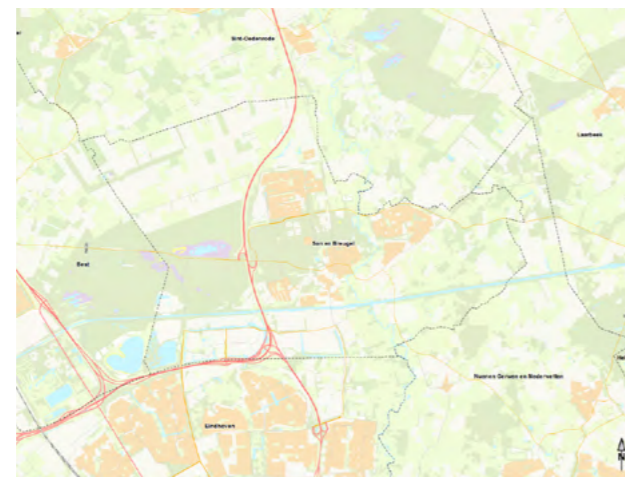 Sint-Oedenrode
Laarbeek
Son en Breugel
Best
Nuenen Gerwen en Nederwetten
Eindhoven
N